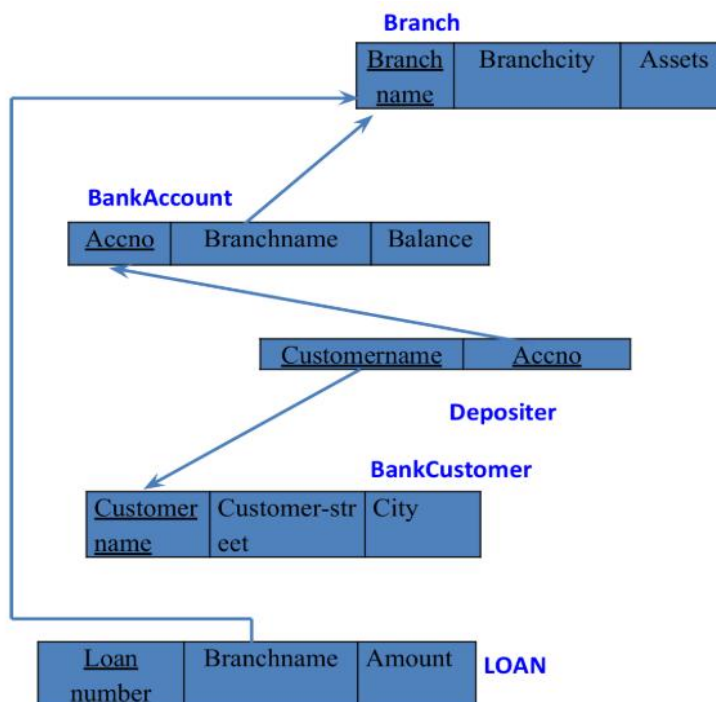 Branch
Branch Branchcity Assets
name
BankAccount
Accno Branchname Balance
Customername Accno
Depositer
BankCustomer
Customer Customer-str City
name eet
Loan Branchname Amount LOAN
number